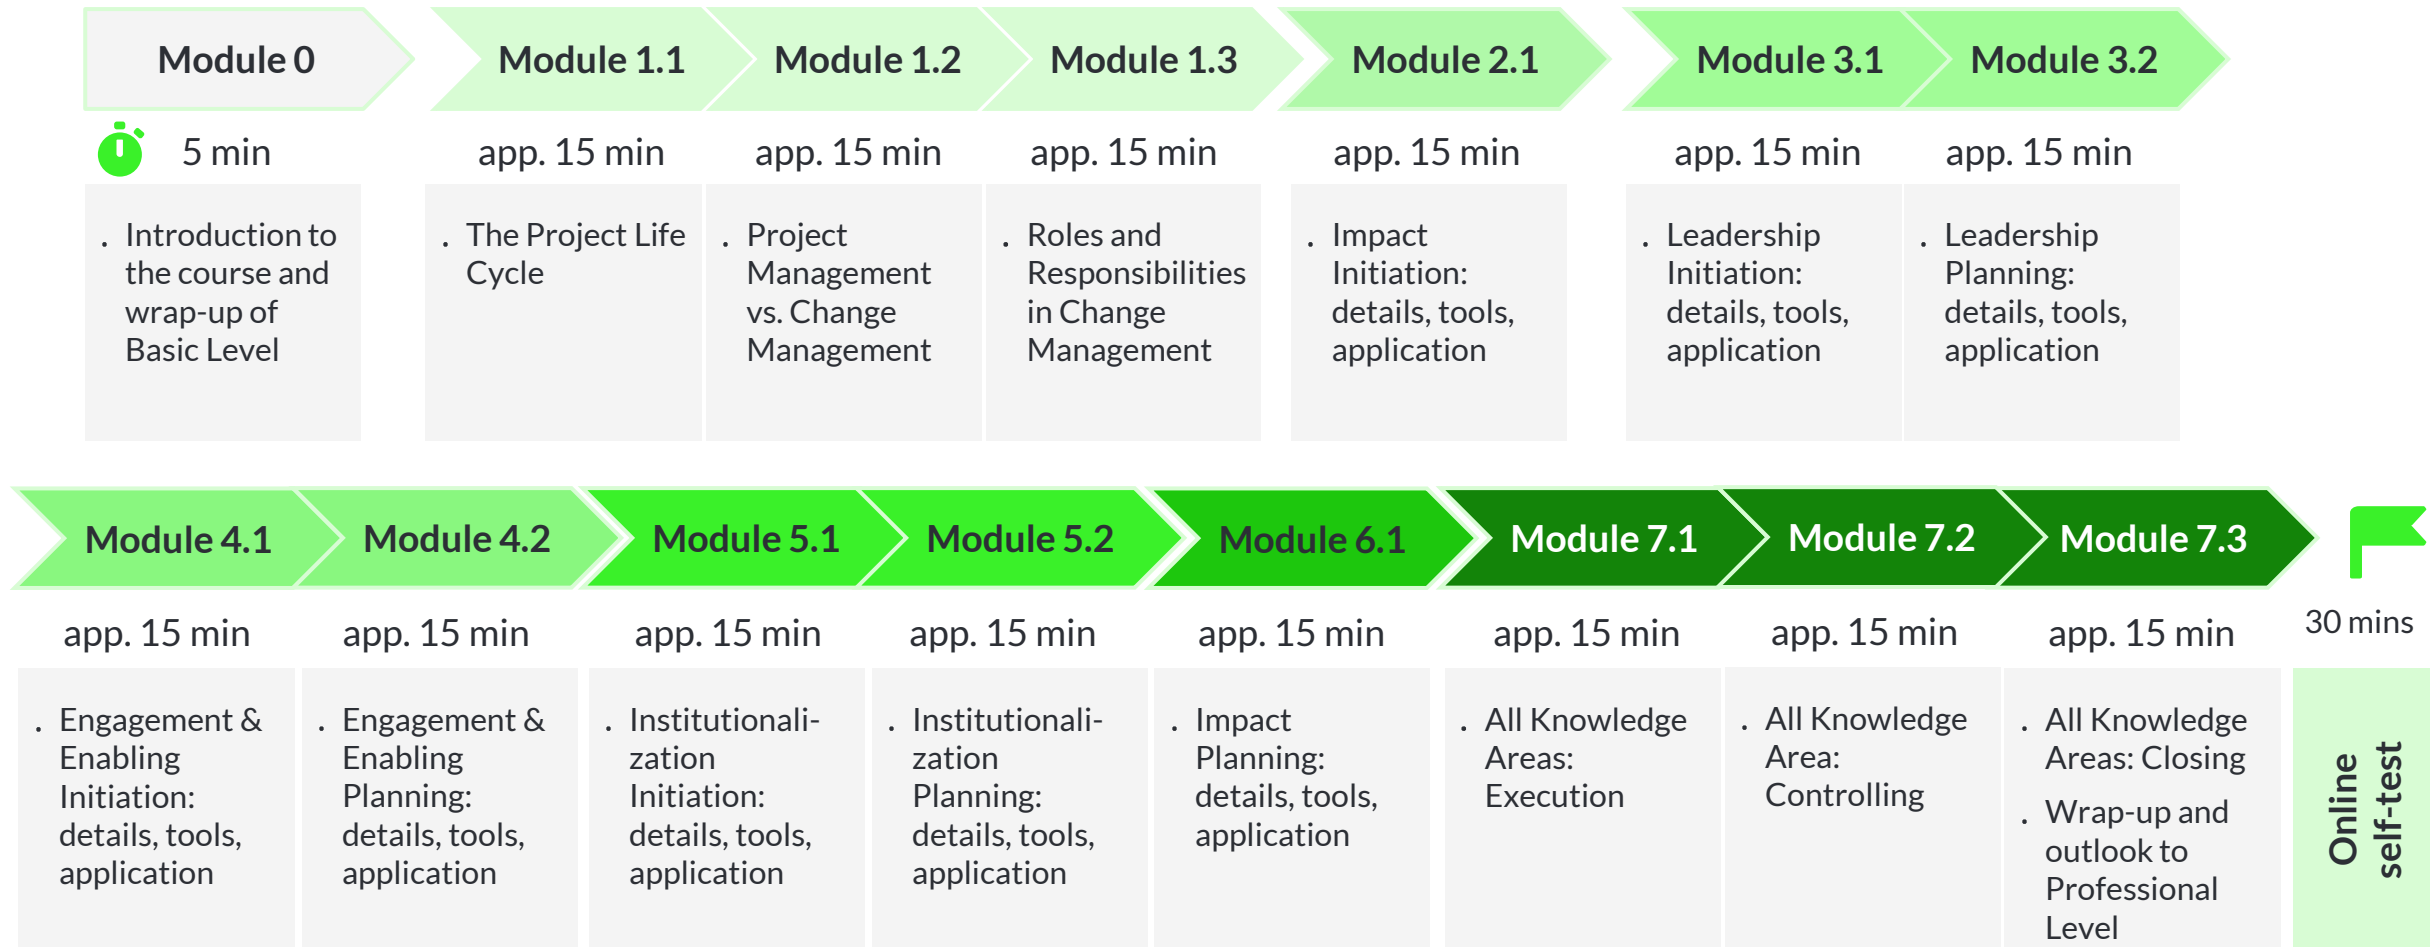 Module 0
5 min
. Introduction to
the course and
wrap-up of
Basic Level
Module 1.1
app. 15 min
. The Project Life
Cycle
Module 1.2
app. 15 min
. Project
Management
vs. Change
Management
Module 1.3
app. 15 min
. Roles and
Responsibilities
in Change
Management
Module 2.1
app. 15 min
. Impact
Initiation:
details, tools,
application
Module 3.1
app. 15 min
. Leadership
Initiation:
details, tools,
application
Module 3.2
app. 15 min
. Leadership
Planning:
details, tools,
application
Module 4.1
app. 15 min
. Engagement &
Enabling
Initiation:
details, tools,
application
Module 4.2
app. 15 min
. Engagement &
Enabling
Planning:
details, tools,
application
Module 5.1
app. 15 min
. Institutionali-
zation
Initiation:
details, tools,
application
Module 5.2
app. 15 min
. Institutionali-
zation
Planning:
details, tools,
application
Module 6.1
app. 15 min
. Impact
Planning:
details, tools,
application
Module 7.1
app. 15 min
. All Knowledge
Areas:
Execution
Module 7.2
app. 15 min
. All Knowledge
Area:
Controlling
Module 7.3
app. 15 min
. All Knowledge
Areas: Closing
. Wrap-up and
outlook to
Professional
Level
30 mins
Online
self-test